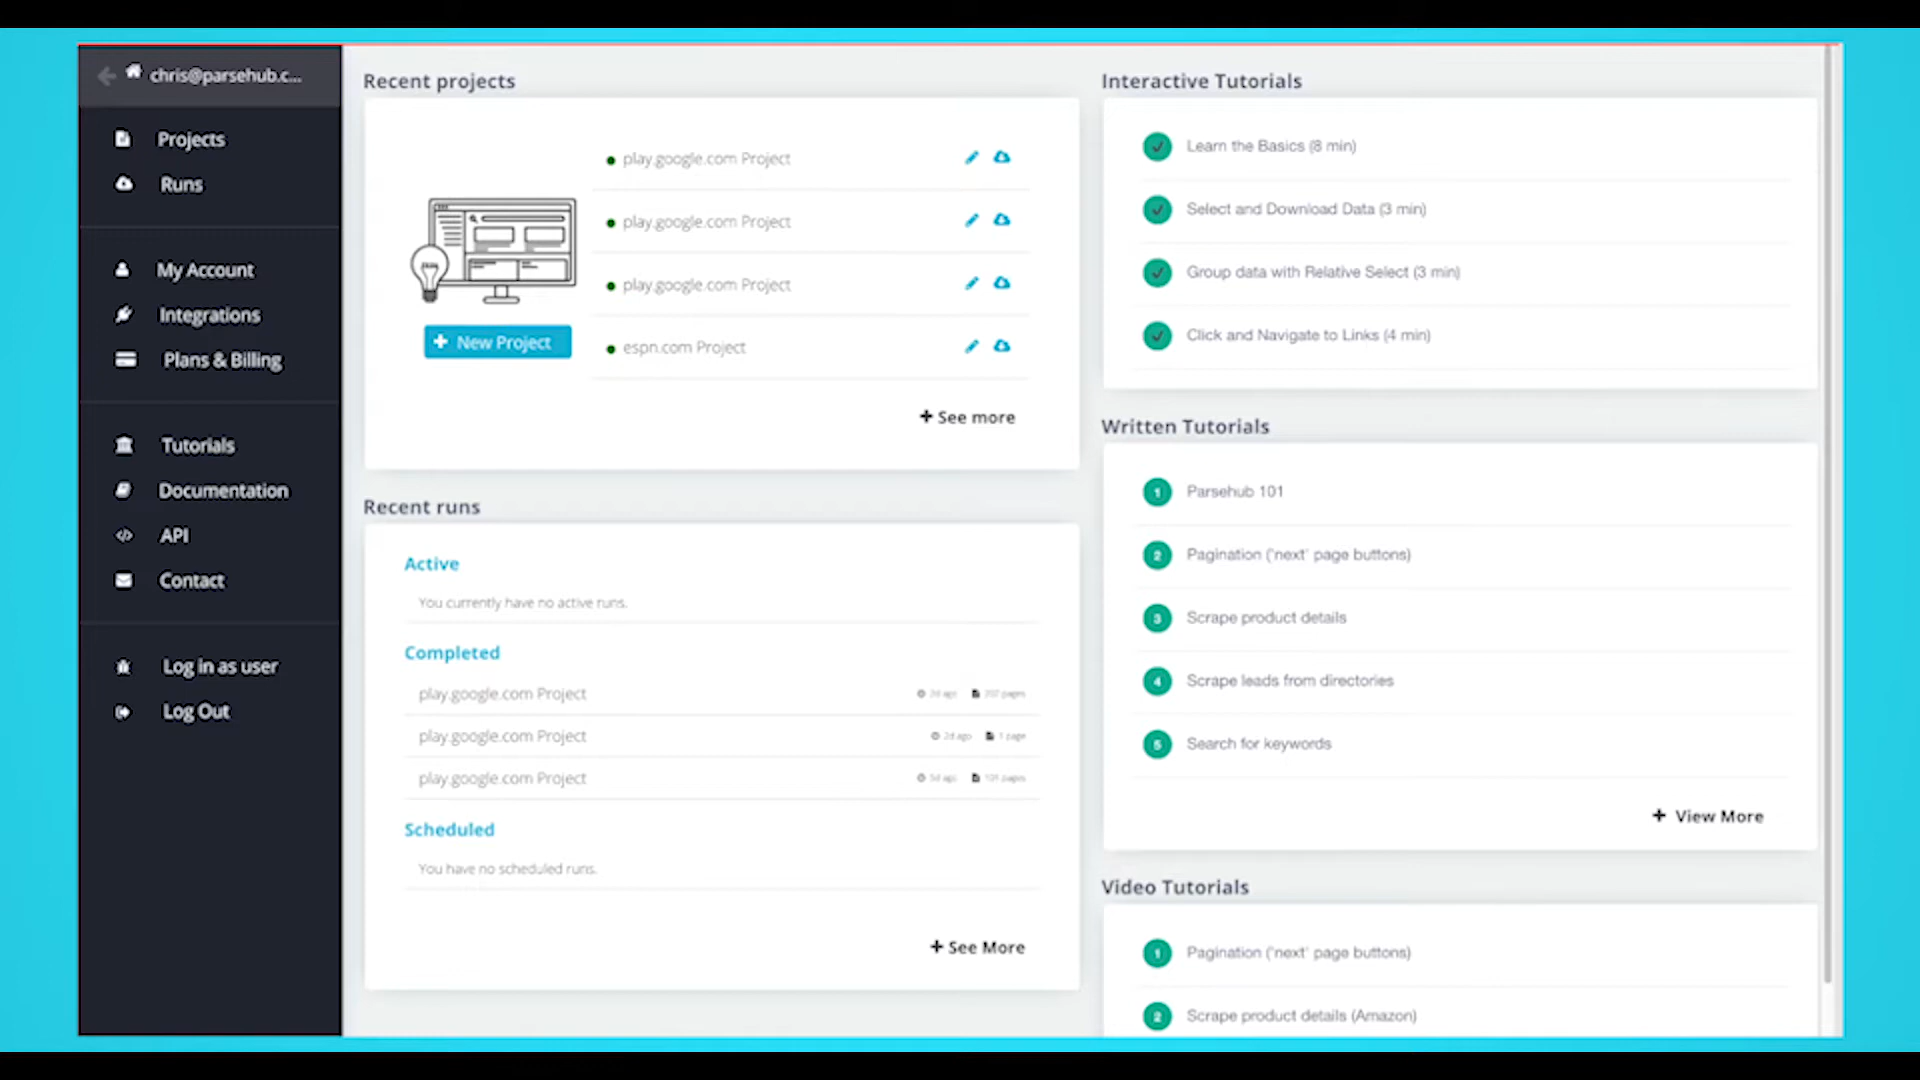 chris@parsehub.c...
Projects
Runs
My Account
Integrations
Plans & Billing
Tutorials
Documentation
API
Contact
Log in as user
Log Out
Recent projects
play.google.com Project
play.google.com Project
play.google.com Project
New Project
espn.com Project
See more
Recent runs
Active
You currently have no active runs.
Completed
play.google.com Project
play.google.com Project 2d ago 1 page
play.google.com Project
Scheduled
You have no scheduled runs.
See More
Interactive Tutorials
Learn the Basics (8 min)
Select and Download Data (3 min)
Group data with Relative Select (3 min)
Click and Navigate to Links (4 min)
Written Tutorials
1 Parsehub 101
2 Pagination ('next' page buttons)
3 Scrape product details
4 Scrape leads from directories
5 Search for keywords
View More
Video Tutorials
1 Pagination ('next' page buttons)
2 Scrape product details (Amazon)